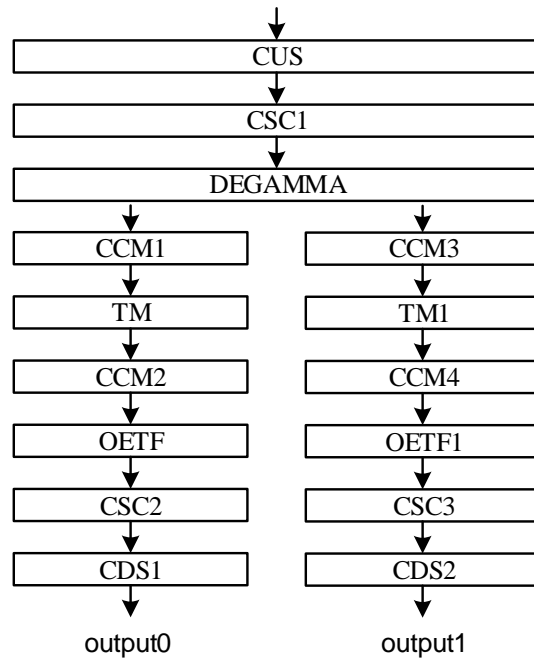 CUS
CSC1
DEGAMMA
CCM1
CCM3
TM
TM1
CCM2
CCM4
OETF
OETF1
CSC2
CSC3
CDS1
CDS2
output0
output1